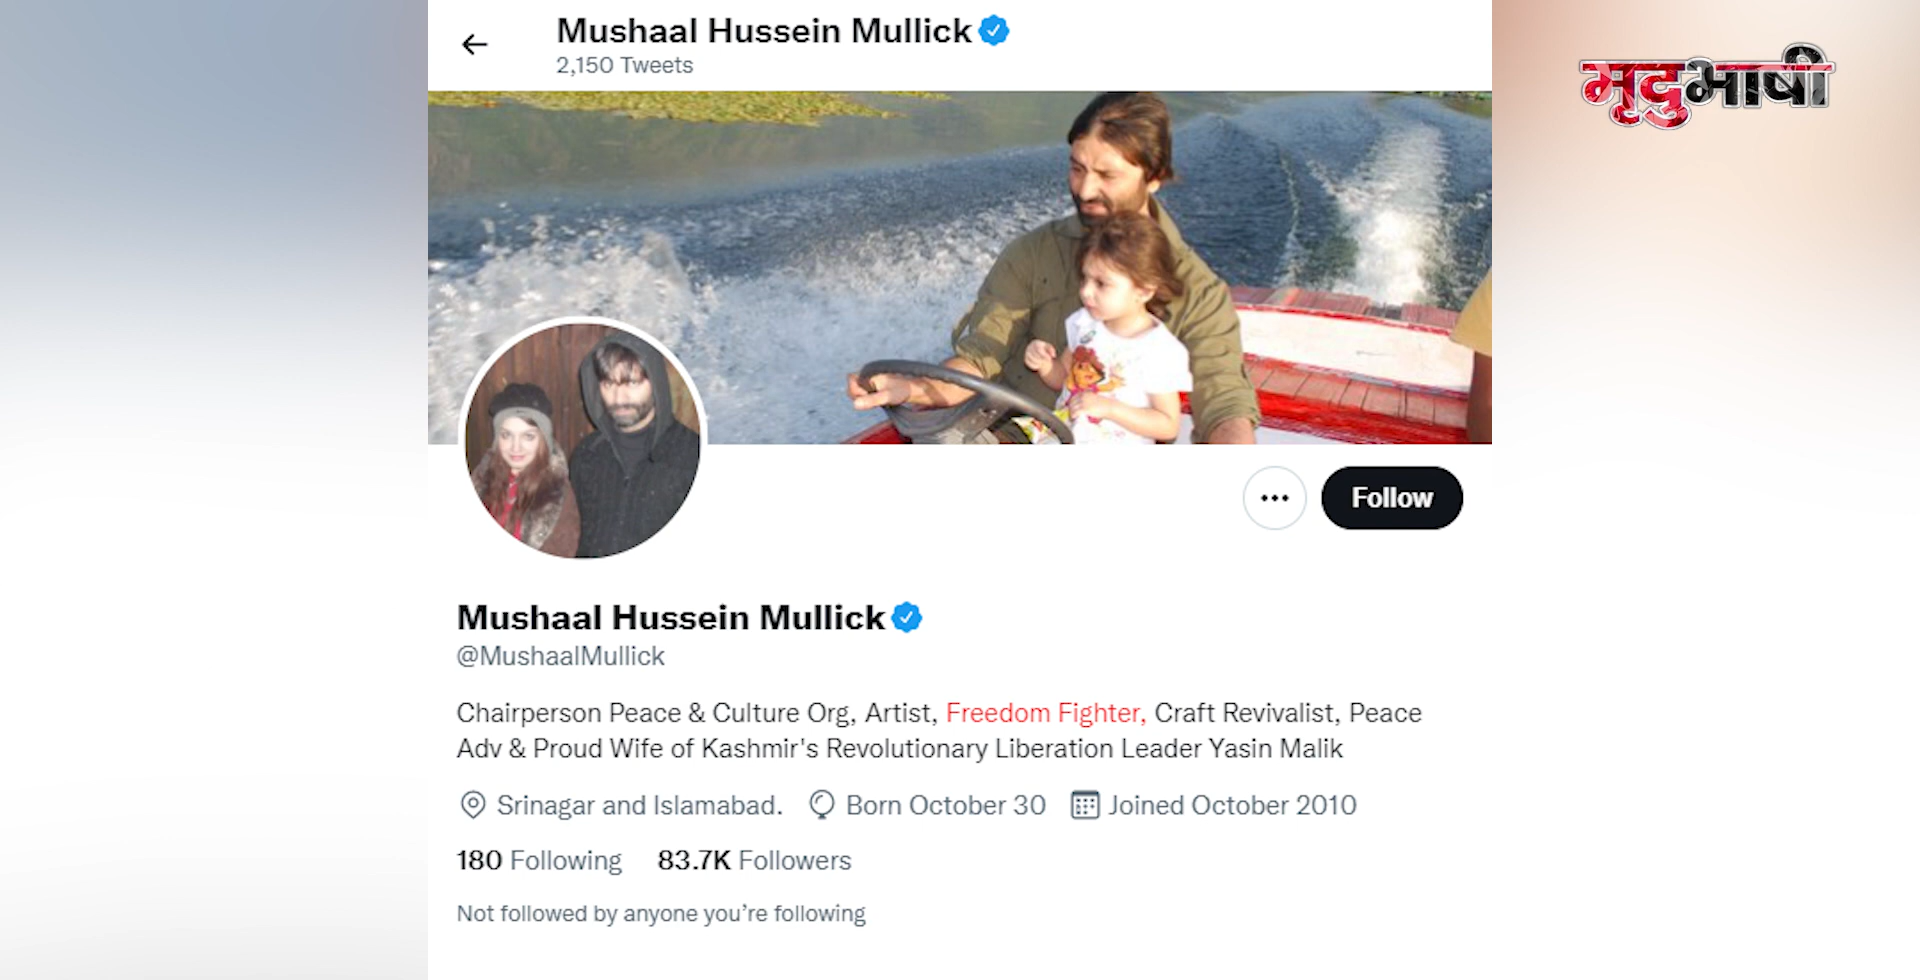 Mushaal Hussein Mullick
2,150 Tweets
मृदुभाषी
Follow
Mushaal Hussein Mullick
@MushaalMullick
Chairperson Peace & Culture Org, Artist, Freedom Fighter, Craft Revivalist, Peace
Adv & Proud Wife of Kashmir's Revolutionary Liberation Leader Yasin Malik
Srinagar and Islamabad. Born October 30 Joined October 2010
180 Following 83.7K Followers
Not followed by anyone you’re following